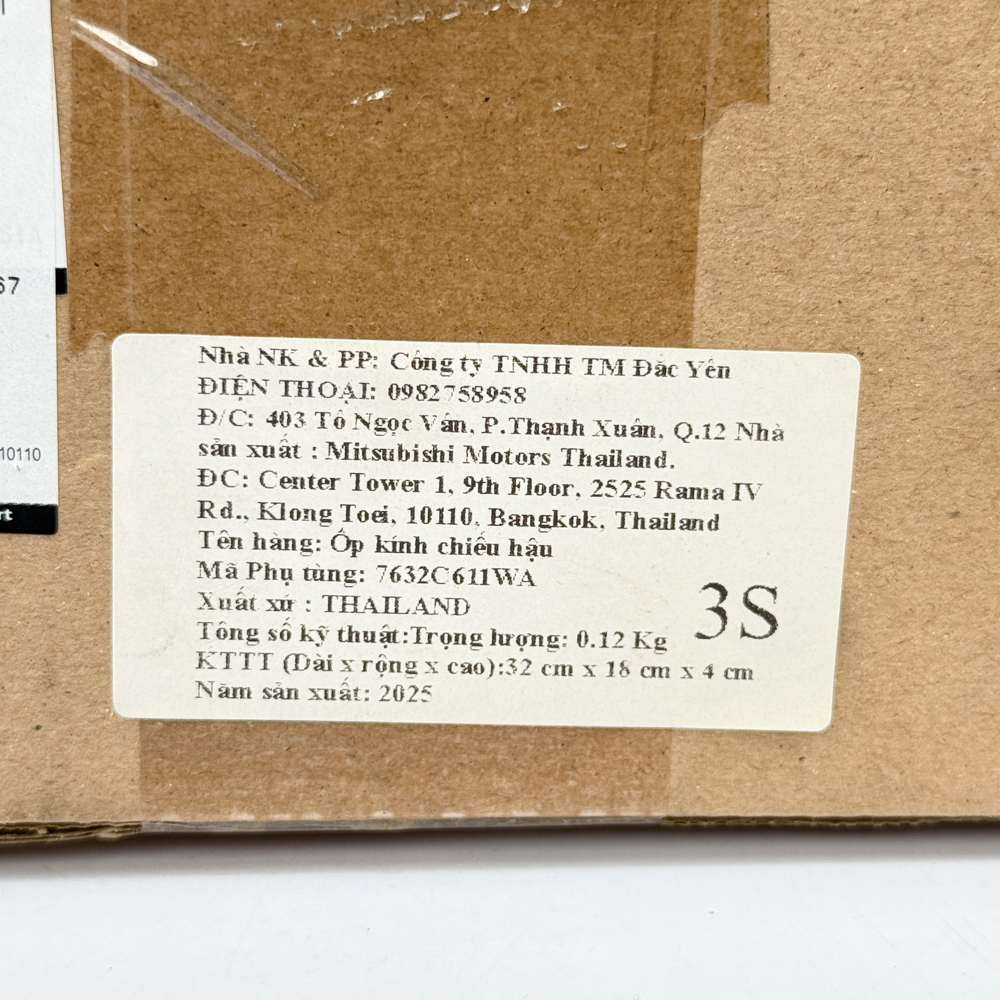 67
10110
rt
Nhà NK & PP: Công ty TNHH TM Đắc Yên
ĐIỆN THOẠI: 0982758958
Đ/C: 403 Tô Ngọc Vân, P.Thạnh Xuân, Q.12 Nhà
sản xuất : Mitsubishi Motors Thailand.
ĐC: Center Tower 1, 9th Floor, 2525 Rama IV
Rd., Klong Toei, 10110, Bangkok, Thailand
Tên hàng: Ốp kính chiếu hậu
Mã Phụ tùng: 7632C611WA
Xuất xứ : THAILAND
3S
Tông số kỹ thuật:Trọng lượng: 0.12 Kg
KTTT (Dài x rộng x cao):32 cm x 18 cm x 4 cm
Năm sản xuất: 2025